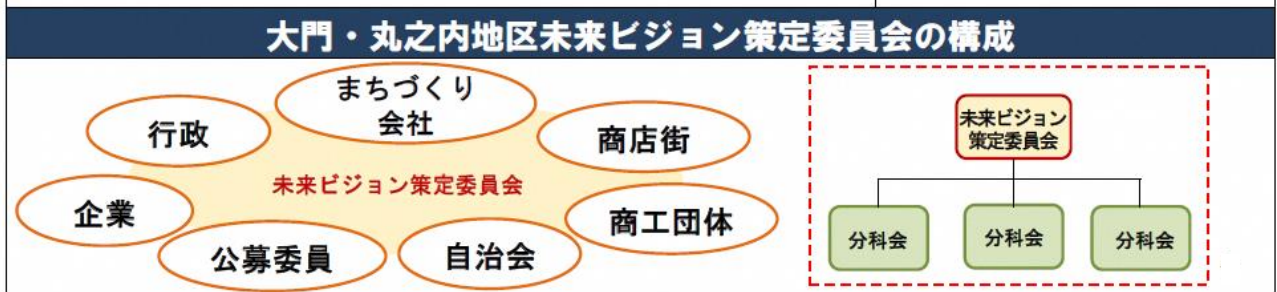 大門・丸之内地区未来ビジョン策定委員会の構成
まちづくり
会社
行政
商店街
未来ビジョン策定委員会
企業
商工団体
公募委員
自治会
未来ビジョン
策定委員会
分科会
分科会
分科会